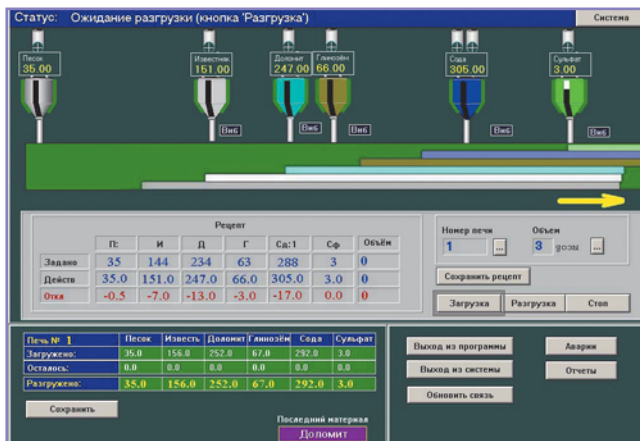 Статус: Ожидание разгрузки (кнопка 'Разгрузка')
Система
Песок
35.00
Известняк
151.00
Доломит
247.00
Глинозём
66.00
Сода
305.00
Сульфат
3.00
Виб Виб Виб Виб Виб
Рецепт
П: И Д Г Сд:1 Сф Объём
Задано 35 144 234 63 288 3 0
Действ 35.0 151.0 247.0 66.0 305.0 3.0 0
Откл -0.5 -7.0 -13.0 -3.0 -17.0 0.0 0
Номер печи Объем
1 ... 3 дозы ...
Сохранить рецепт
Загрузка Разгрузка Стоп
Печь № 1 Песок Известь Доломит Глинозём Сода Сульфат
Загружено: 35.0 156.0 252.0 67.0 292.0 3.0
Осталось: 0.0 0.0 0.0 0.0 0.0 0.0
Разгружено: 35.0 156.0 252.0 67.0 292.0 3.0
Сохранить
Последний материал
Доломит
Выход из программы
Аварии
Выход из системы
Отчеты
Обновить связь